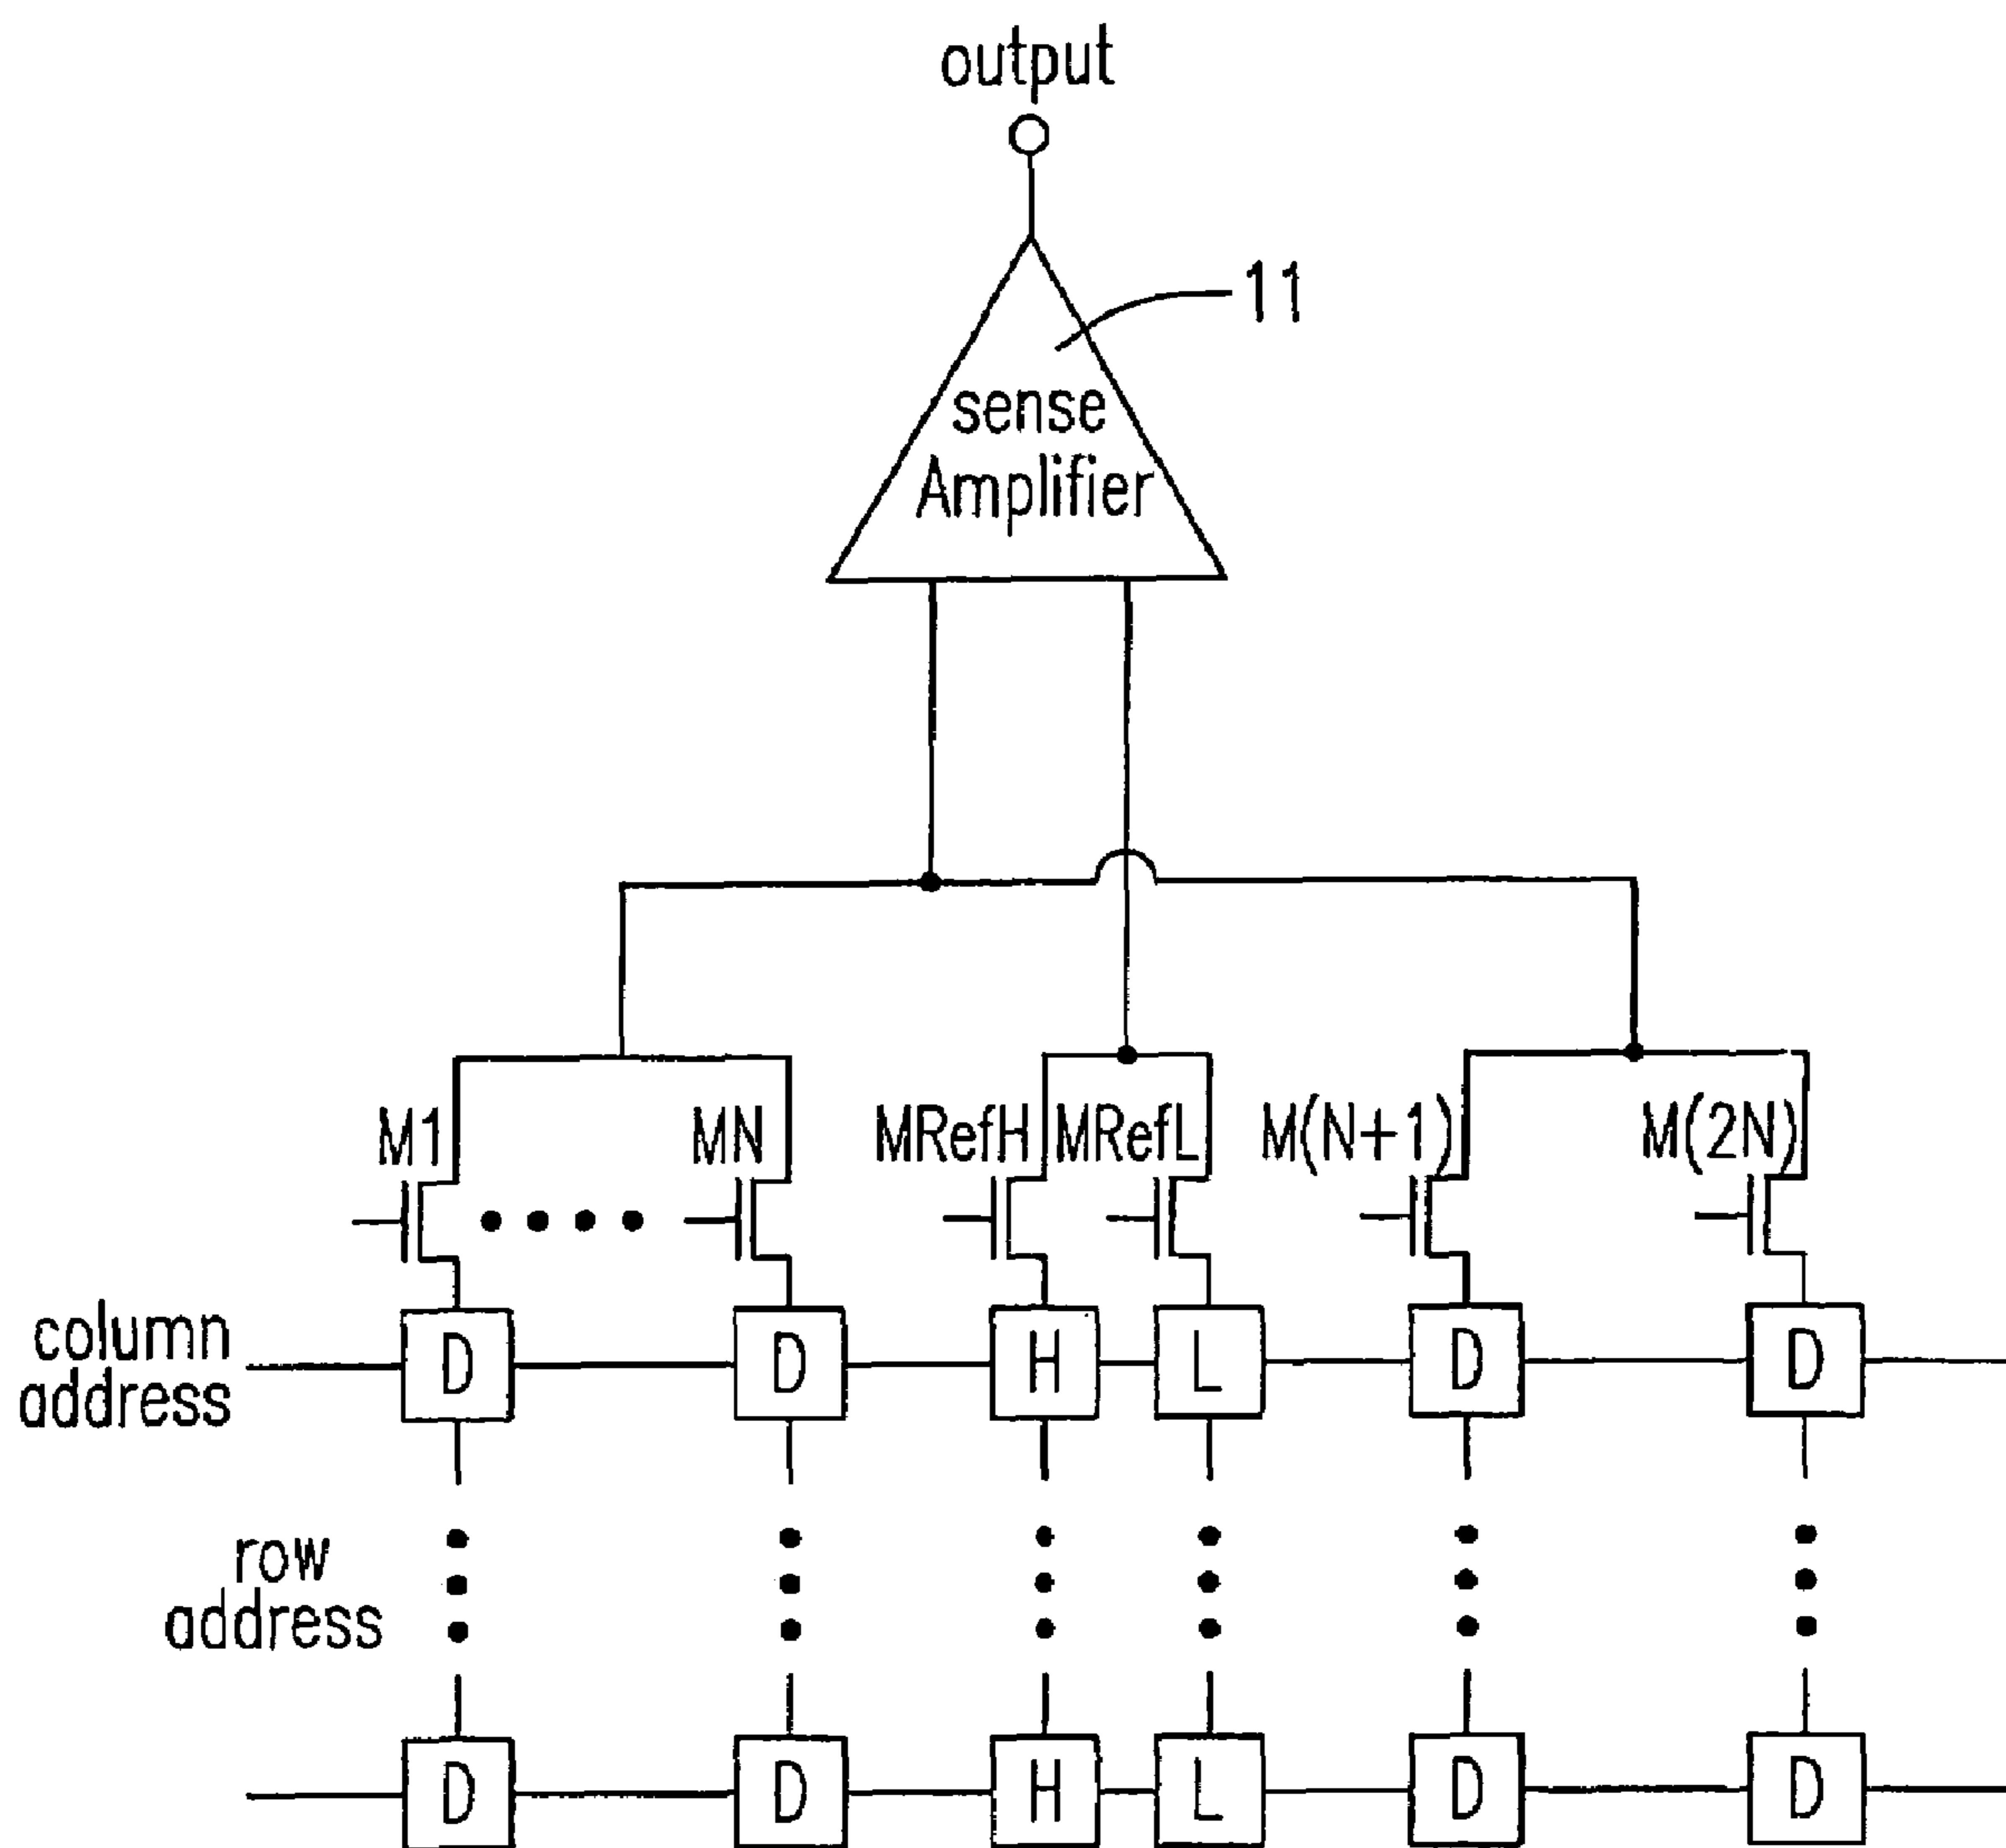 output
11
sense
Amplifier
M1
MN
MRefH
MRefL
M(N+1)
M(2N)
column
address
D
D
H
L
D
D
row
address
D
D
H
L
D
D